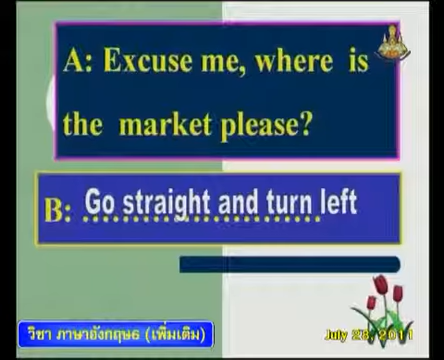 A: Excuse me, where is
the market please?
B: Go straight and turn left
วิชา ภาษาอังกฤษ6 (เพิ่มเติม)
July 28, 2011